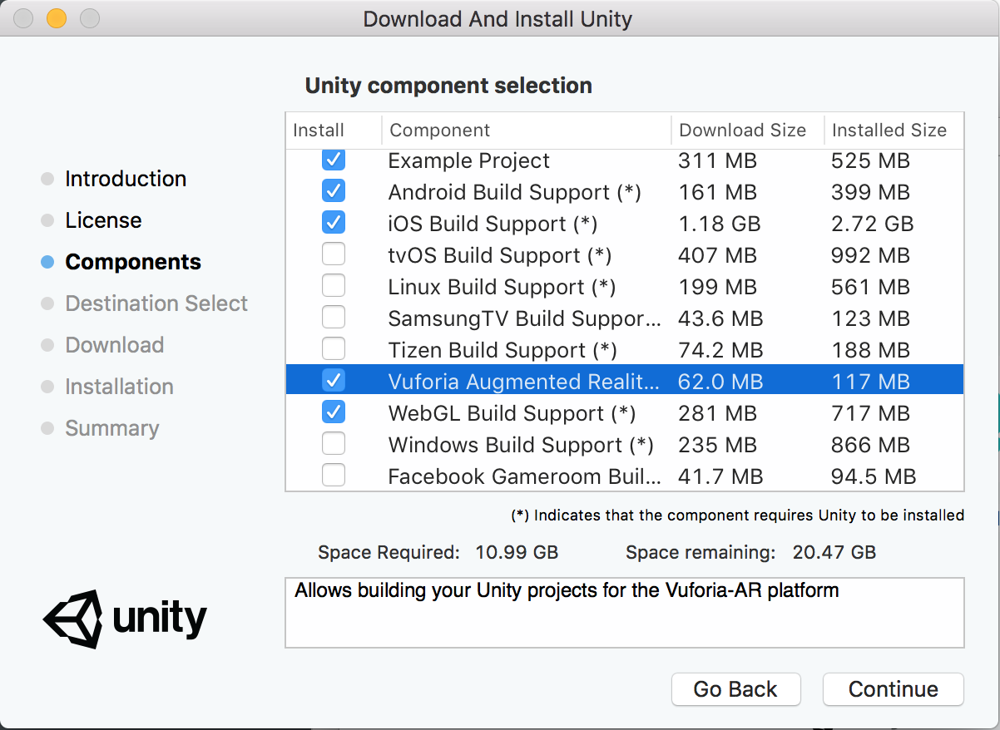 Download And Install Unity
Unity component selection
Install Component Download Size Installed Size
Example Project 311 MB 525 MB
Android Build Support (*) 161 MB 399 MB
iOS Build Support (*) 1.18 GB 2.72 GB
tvOS Build Support (*) 407 MB 992 MB
Linux Build Support (*) 199 MB 561 MB
SamsungTV Build Suppor... 43.6 MB 123 MB
Tizen Build Support (*) 74.2 MB 188 MB
Vuforia Augmented Realit... 62.0 MB 117 MB
WebGL Build Support (*) 281 MB 717 MB
Windows Build Support (*) 235 MB 866 MB
Facebook Gameroom Buil... 41.7 MB 94.5 MB
(*) Indicates that the component requires Unity to be installed
Space Required: 10.99 GB Space remaining: 20.47 GB
Allows building your Unity projects for the Vuforia-AR platform
Introduction
License
Components
Destination Select
Download
Installation
Summary
unity
Go Back Continue